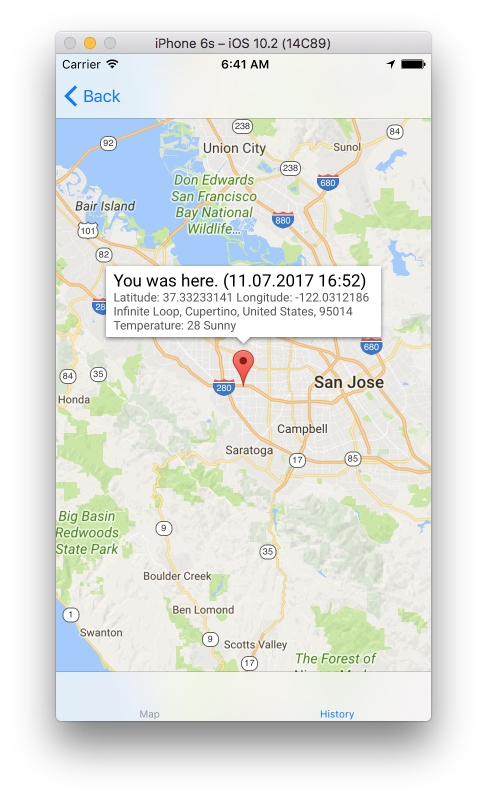 iPhone 6s – iOS 10.2 (14C89)
Carrier 6:41 AM
Back
238
84
92
Union City
Sunol
238
Don Edwards
680
San Francisco
Bay National
Wildlife...
Bair Island
880
101
82
You was here. (11.07.2017 16:52)
Latitude: 37.33233141 Longitude: -122.0312186
Infinite Loop, Cupertino, United States, 95014
Temperature: 28 Sunny
680
84
35
280
San Jose
Honda
Campbell
Saratoga
17
85
Big Basin
Redwoods
State Park
9
35
Boulder Creek
Ben Lomond
1
Swanton
9
Scotts Valley
17
The Forest of
Map
History